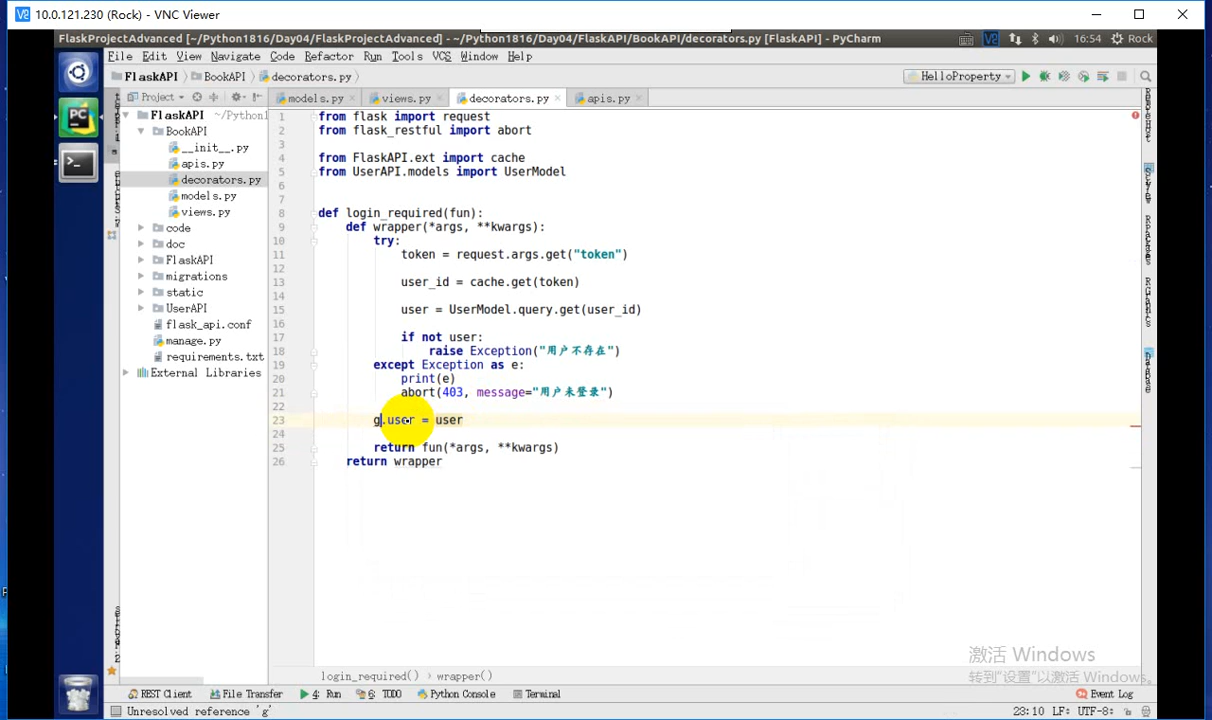 10.0.121.230 (Rock) - VNC Viewer
FlaskProjectAdvanced [~/Python1816/Day04/FlaskProjectAdvanced] - ~/Python1816/Day04/FlaskAPI/BookAPI/decorators.py [FlaskAPI] - PyCharm
16:54 Rock
File Edit View Navigate Code Refactor Run Tools VCS Window Help
FlaskAPI BookAPI decorators.py
HelloProperty
Project
models.py views.py decorators.py apis.py
FlaskAPI ~/Python1
BookAPI
__init__.py
apis.py
decorators.py
models.py
views.py
code
doc
FlaskAPI
migrations
static
UserAPI
flask_api.conf
manage.py
requirements.txt
External Libraries
1 from flask import request
2 from flask_restful import abort
3
4 from FlaskAPI.ext import cache
5 from UserAPI.models import UserModel
6
7
8 def login_required(fun):
9 def wrapper(*args, **kwargs):
10 try:
11 token = request.args.get("token")
12
13 user_id = cache.get(token)
14
15 user = UserModel.query.get(user_id)
16
17 if not user:
18 raise Exception("用户不存在")
19 except Exception as e:
20 print(e)
21 abort(403, message="用户未登录")
22
23 g.user = user
24
25 return fun(*args, **kwargs)
26 return wrapper
激活 Windows
转到"设置"以激活 Windows。
login_required() wrapper()
REST Client File Transfer 4: Run 6: TODO Python Console Terminal Event Log
Unresolved reference 'g' 23:10 LF: UTF-8: